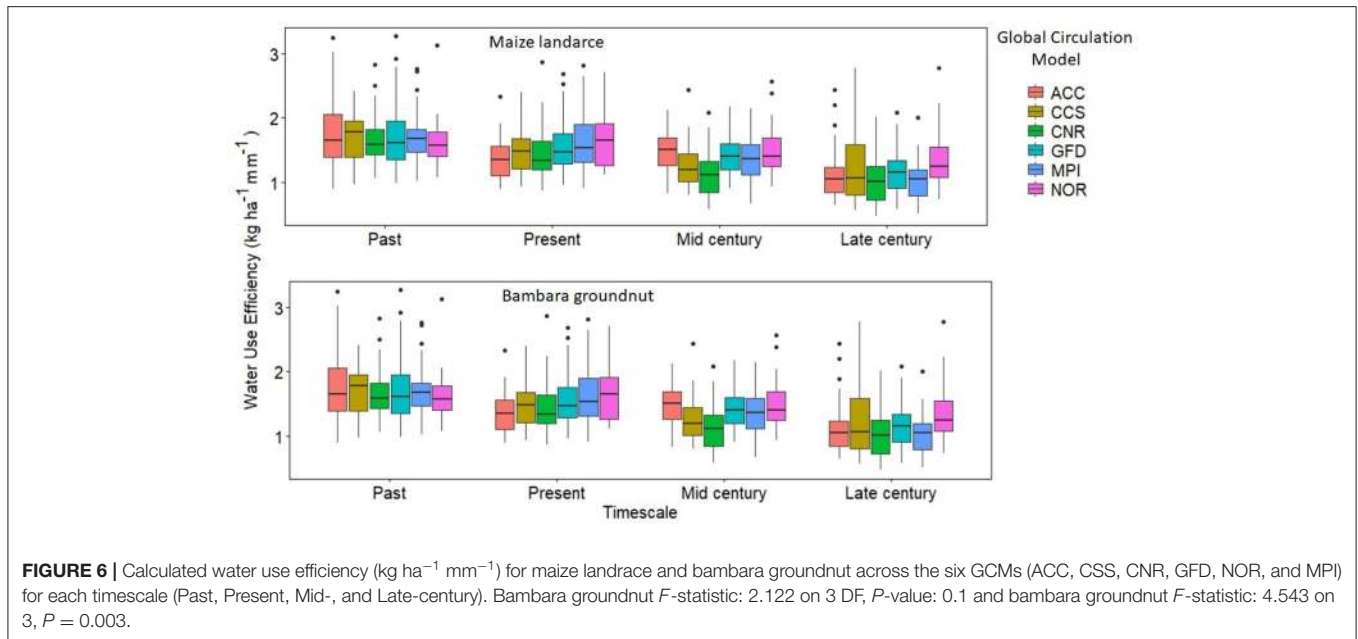 Maize landarce
Global Circulation
Model
ACC
CCS
CNR
GFD
MPI
NOR
3
2
1
Past
Present
Mid century
Late century
Water Use Efficiency (kg ha⁻¹ mm⁻¹)
Bambara groundnut
3
2
1
Past
Present
Mid century
Late century
Timescale
FIGURE 6 | Calculated water use efficiency (kg ha⁻¹ mm⁻¹) for maize landrace and bambara groundnut across the six GCMs (ACC, CSS, CNR, GFD, NOR, and MPI)
for each timescale (Past, Present, Mid-, and Late-century). Bambara groundnut F-statistic: 2.122 on 3 DF, P-value: 0.1 and bambara groundnut F-statistic: 4.543 on
3, P = 0.003.